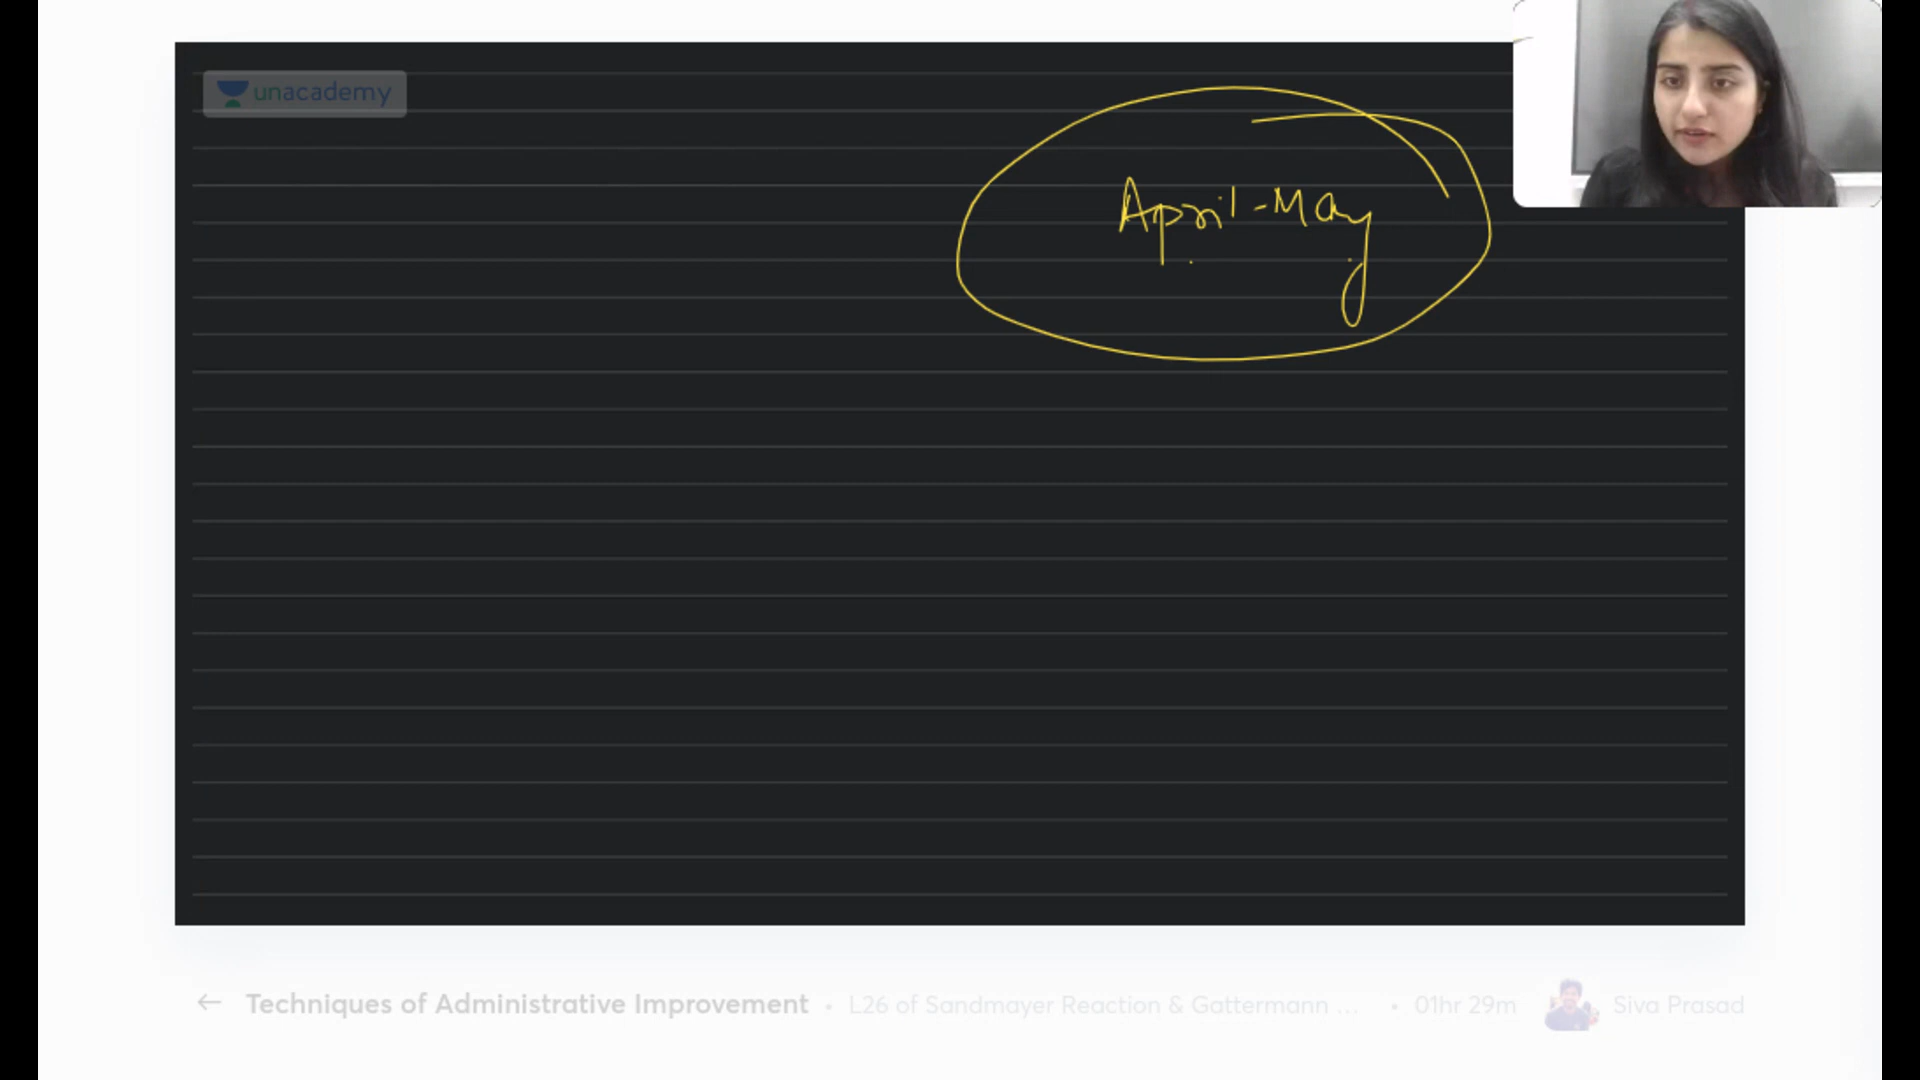 unacademy
April-May
Techniques of Administrative Improvement • L26 of Sandmayer Reaction & Gattermann ... • 01hr 29m Siva Prasad